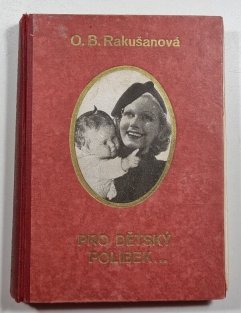 O. B. Rakušanová
PRO DĚTSKÝ
POLIBEK...